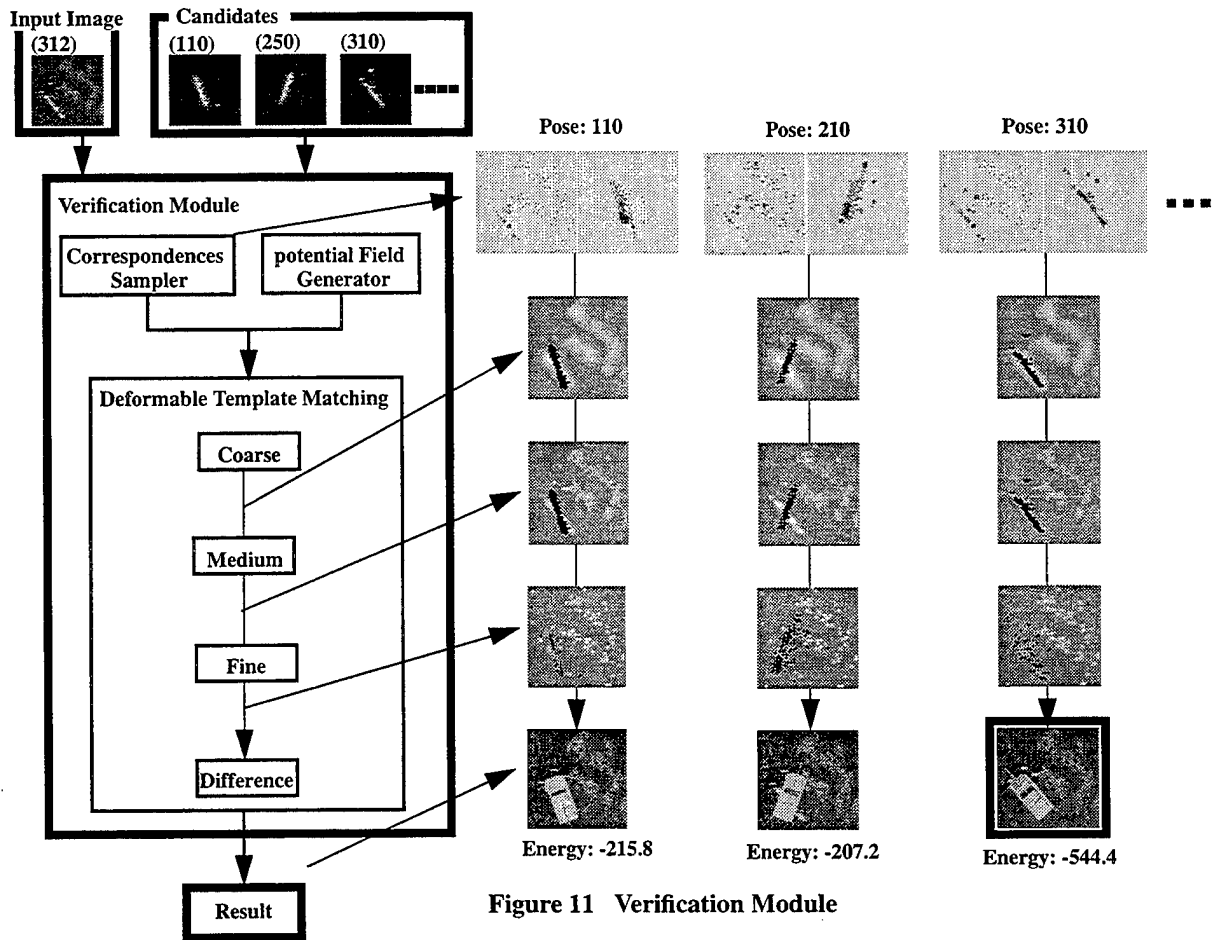 Input Image
(312)
Candidates
(110) (250) (310)
Pose: 110
Pose: 210
Pose: 310
Verification Module
Correspondences
Sampler
potential Field
Generator
Deformable Template Matching
Coarse
Medium
Fine
Difference
Result
Energy: -215.8
Energy: -207.2
Energy: -544.4
Figure 11 Verification Module